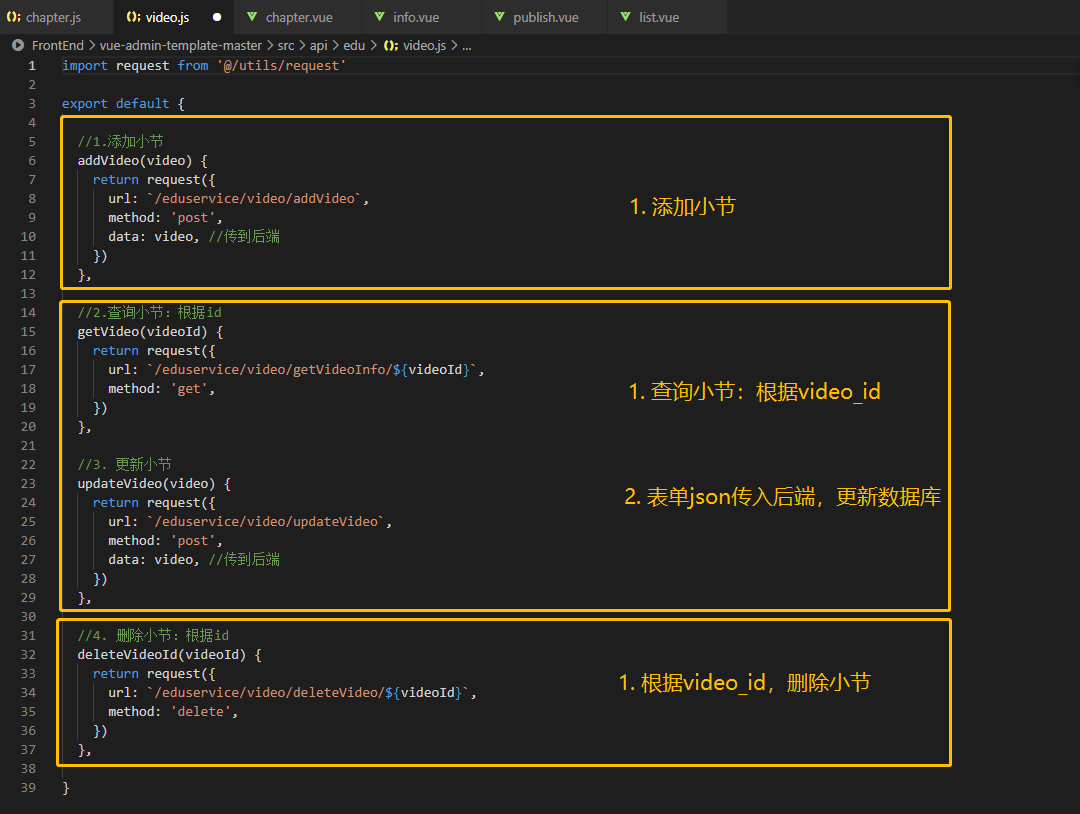 chapter.js video.js chapter.vue info.vue publish.vue list.vue
FrontEnd > vue-admin-template-master > src > api > edu > video.js > ...
1 import request from '@/utils/request'
2
3 export default {
4
5 //1.添加小节
6 addVideo(video) {
7 return request({
8 url: `/eduservice/video/addVideo`,
9 method: 'post',
10 data: video, //传到后端
11 })
12 },
1. 添加小节
13
14 //2.查询小节：根据id
15 getVideo(videoId) {
16 return request({
17 url: `/eduservice/video/getVideoInfo/${videoId}`,
18 method: 'get',
19 })
20 },
1. 查询小节：根据video_id
21
22 //3. 更新小节
23 updateVideo(video) {
24 return request({
25 url: `/eduservice/video/updateVideo`,
26 method: 'post',
27 data: video, //传到后端
28 })
29 },
2. 表单json传入后端，更新数据库
30
31 //4. 删除小节：根据id
32 deleteVideoId(videoId) {
33 return request({
34 url: `/eduservice/video/deleteVideo/${videoId}`,
35 method: 'delete',
36 })
37 },
1. 根据video_id，删除小节
38
39 }